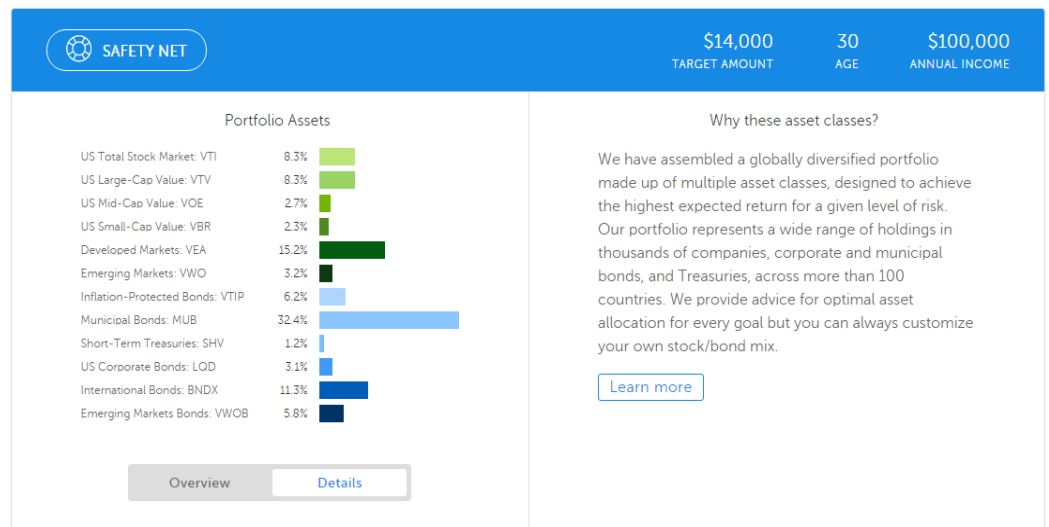 SAFETY NET
$14,000
TARGET AMOUNT
30
AGE
$100,000
ANNUAL INCOME
Portfolio Assets
US Total Stock Market: VTI 8.3%
US Large-Cap Value: VTV 8.3%
US Mid-Cap Value: VOE 2.7%
US Small-Cap Value: VBR 2.3%
Developed Markets: VEA 15.2%
Emerging Markets: VWO 3.2%
Inflation-Protected Bonds: VTIP 6.2%
Municipal Bonds: MUB 32.4%
Short-Term Treasuries: SHV 1.2%
US Corporate Bonds: LQD 3.1%
International Bonds: BNDX 11.3%
Emerging Markets Bonds: VWOB 5.8%
Overview
Details
Why these asset classes?
We have assembled a globally diversified portfolio
made up of multiple asset classes, designed to achieve
the highest expected return for a given level of risk.
Our portfolio represents a wide range of holdings in
thousands of companies, corporate and municipal
bonds, and Treasuries, across more than 100
countries. We provide advice for optimal asset
allocation for every goal but you can always customize
your own stock/bond mix.
Learn more